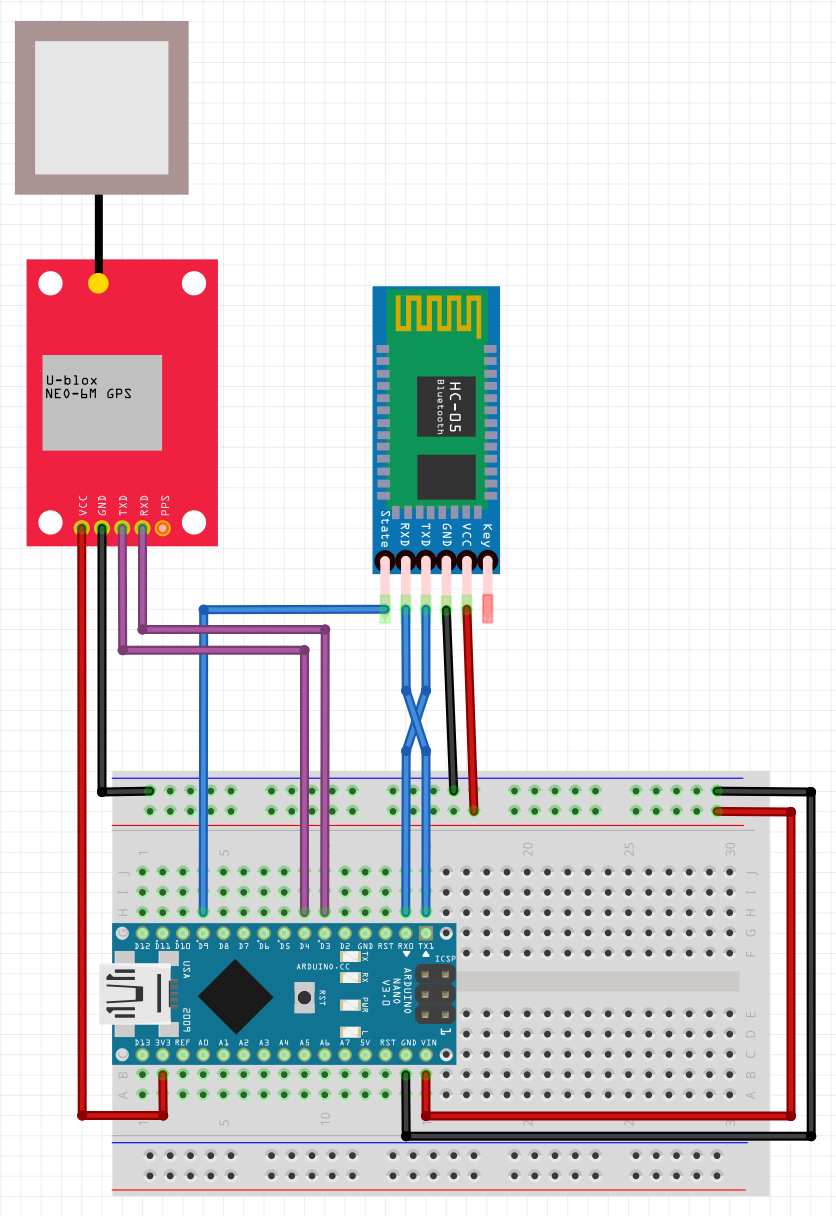 U-blox
NEO-6M GPS
VCC GND TXD RXD PPS
HC-05
Bluetooth
State RXD TXD GND VCC Key
1 5 20 25 30
J J
I I
H H
G G
F
D12 D11 D10 D9 D8 D7 D6 D5 D4 D3 D2 GND RST RX0 TX1
TX
RX
PWR
L
ARDUINO.CC
RST
USA
2009
ARDUINO
NANO
V3.0
ICSP
1
D13 3V3 REF A0 A1 A2 A3 A4 A5 A6 A7 5V RST GND VIN
E
D
C C
B B
A A
1 5 10 20 25